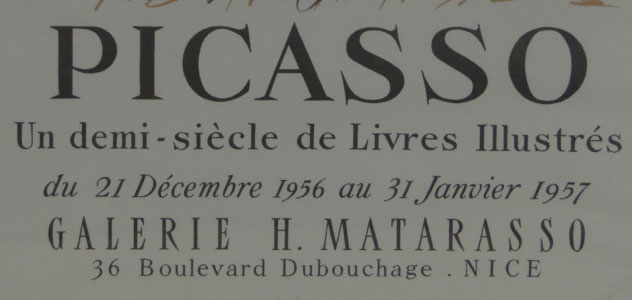 PICASSO
Un demi-siècle de Livres Illustrés
du 21 Décembre 1956 au 31 Janvier 1957
GALERIE H. MATARASSO
36 Boulevard Dubouchage . NICE